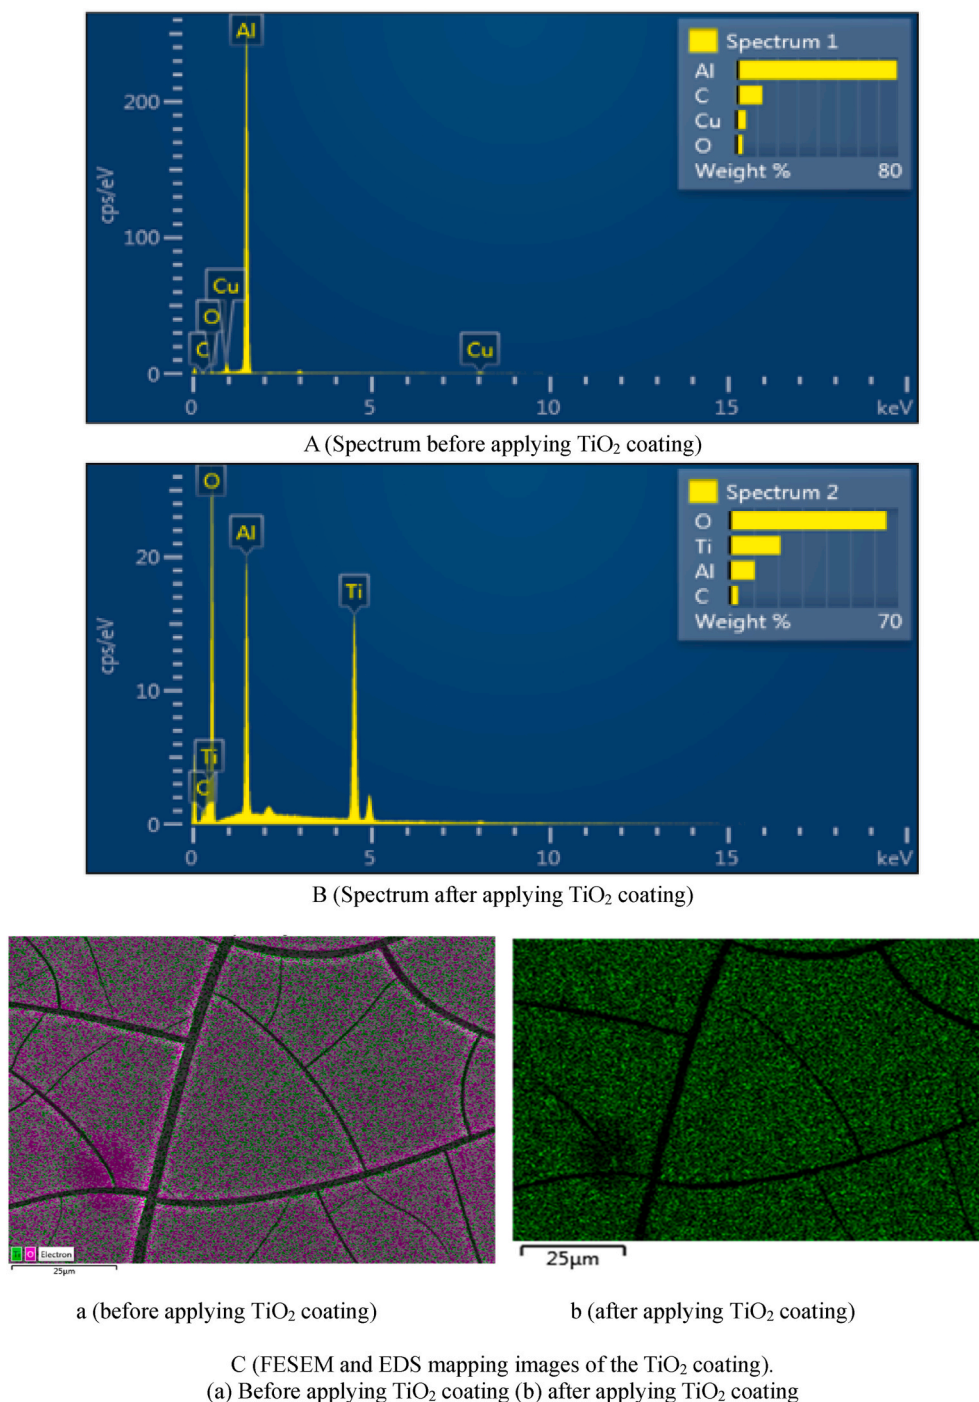 Al
Spectrum 1
Al
C
Cu
O
Weight % 80
200
100
0
cps/eV
Cu
O
C
Cu
0 5 10 15 keV
A (Spectrum before applying TiO₂ coating)
O
Al
Ti
Spectrum 2
O
Ti
Al
C
Weight % 70
20
10
0
cps/eV
Ti
C
0 5 10 15 keV
B (Spectrum after applying TiO₂ coating)
O Electron
25µm
25µm
a (before applying TiO₂ coating)
b (after applying TiO₂ coating)
C (FESEM and EDS mapping images of the TiO₂ coating).
(a) Before applying TiO₂ coating (b) after applying TiO₂ coating